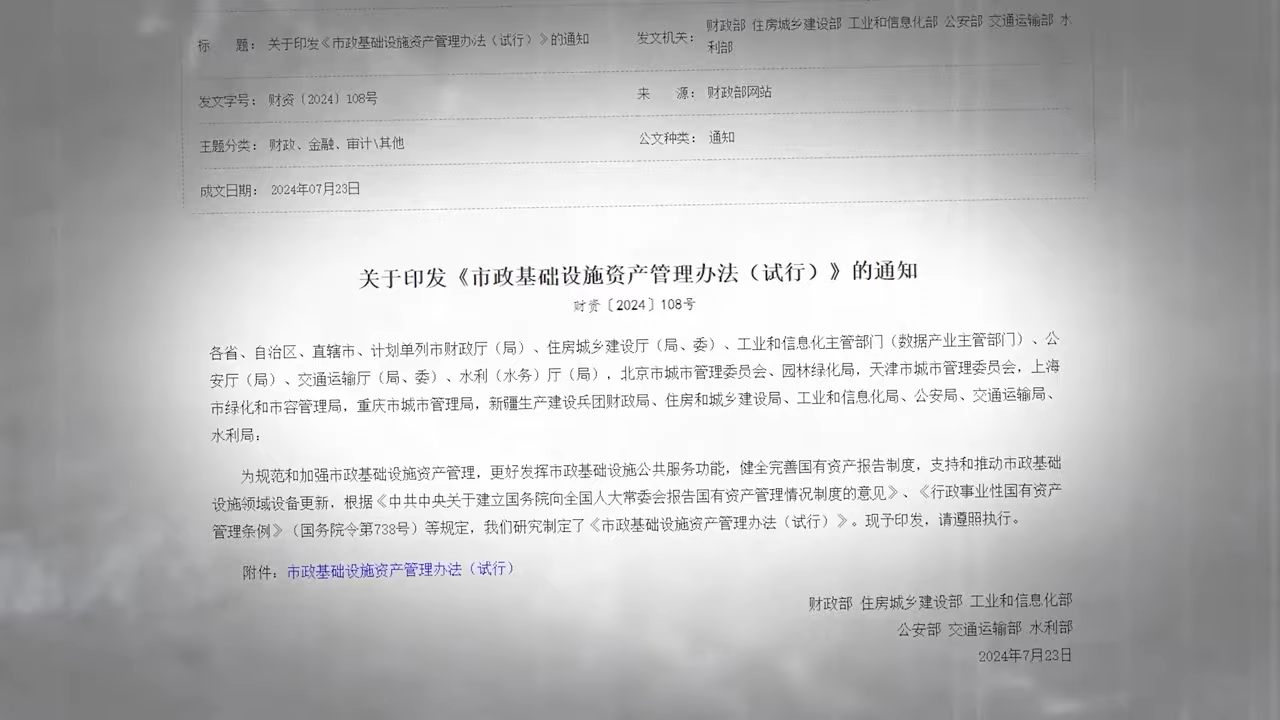 标 题： 关于印发《市政基础设施资产管理办法（试行）》的通知
发文机关： 财政部 住房城乡建设部 工业和信息化部 公安部 交通运输部 水
利部
发文字号： 财资〔2024〕108号
来 源： 财政部网站
主题分类： 财政、金融、审计\其他
公文种类： 通知
成文日期： 2024年07月23日
关于印发《市政基础设施资产管理办法（试行）》的通知
财资〔2024〕108号
各省、自治区、直辖市、计划单列市财政厅（局）、住房城乡建设厅（局、委）、工业和信息化主管部门（数据产业主管部门）、公
安厅（局）、交通运输厅（局、委）、水利（水务）厅（局），北京市城市管理委员会、园林绿化局，天津市城市管理委员会，上海
市绿化和市容管理局，重庆市城市管理局，新疆生产建设兵团财政局、住房和城乡建设局、工业和信息化局、公安局、交通运输局、
水利局：
为规范和加强市政基础设施资产管理，更好发挥市政基础设施公共服务功能，健全完善国有资产报告制度，支持和推动市政基础
设施领域设备更新，根据《中共中央关于建立国务院向全国人大常委会报告国有资产管理情况制度的意见》、《行政事业性国有资产
管理条例》（国务院令第738号）等规定，我们研究制定了《市政基础设施资产管理办法（试行）》。现予印发，请遵照执行。
附件：市政基础设施资产管理办法（试行）
财政部 住房城乡建设部 工业和信息化部
公安部 交通运输部 水利部
2024年7月23日